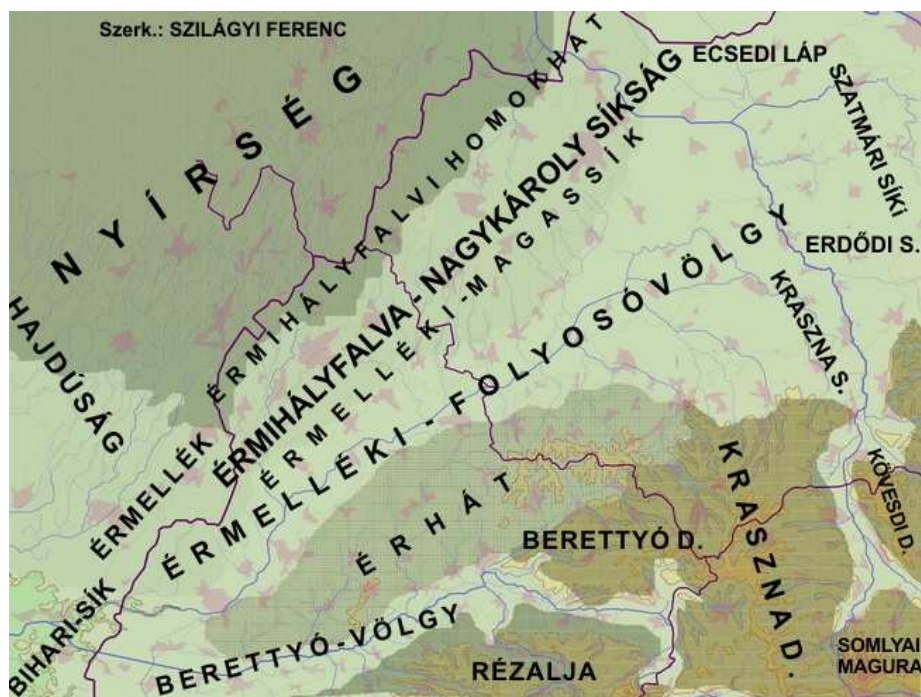 Szerk.: SZILÁGYI FERENC
ECSEDI LÁP
NYÍRSÉG
ÉRMIHÁLYFALVI HOMOKHÁT
ÉRMIHÁLYFALVA - NAGYKÁROLY SÍKSÁG
SZATMÁRI SÍKi
ÉRMELLÉKI-MAGASSÍK
ERDŐDI S.
ÉRMELLÉKI - FOLYOSÓVÖLGY
KRASZNA S.
HAJDÚSÁG
ÉRMELLÉK
KRASZNA D.
KÖVESDI D.
ÉRHÁT
BERETTYÓ D.
BIHARI-SÍK
BERETTYÓ-VÖLGY
RÉZALJA
SOMLYAI
MAGURA